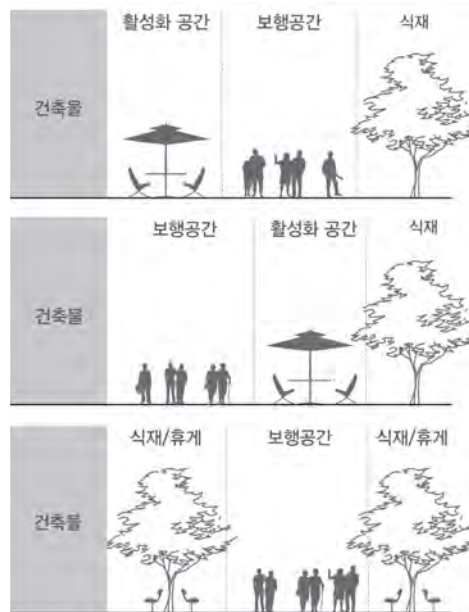 활성화 공간 보행공간 식재
건축물
보행공간 활성화 공간 식재
건축물
식재/휴게 보행공간 식재/휴게
건축물